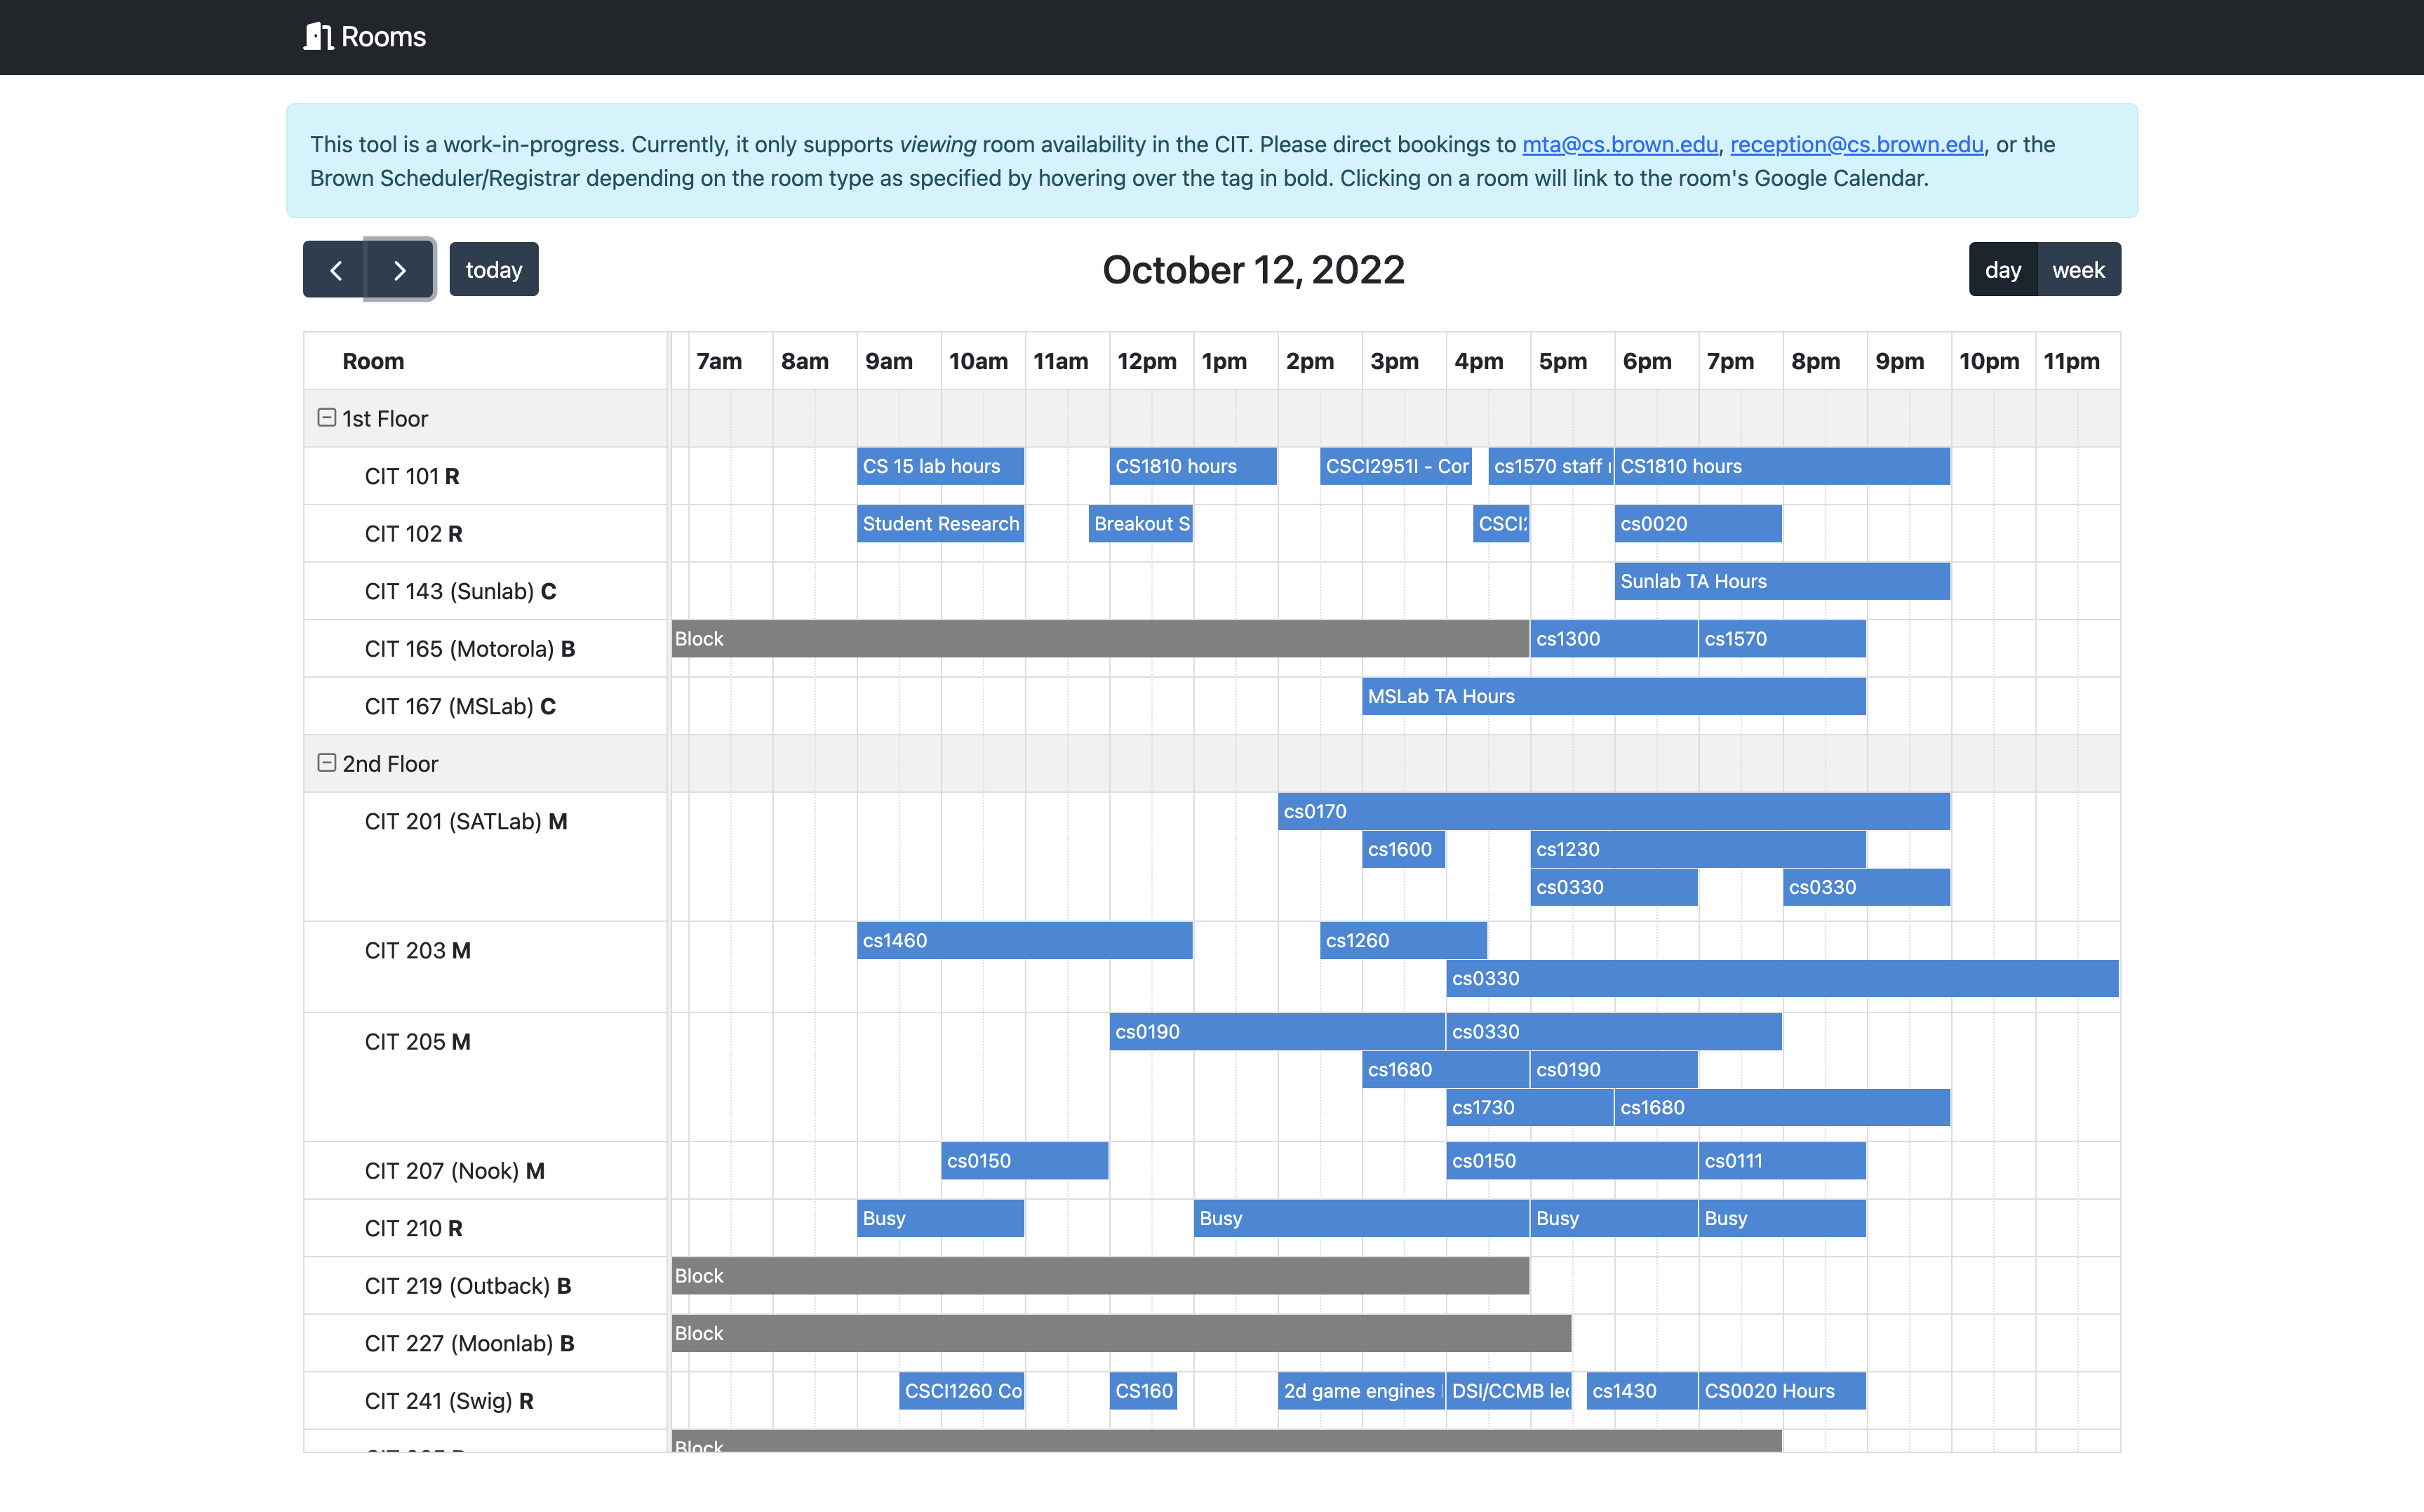 Rooms
This tool is a work-in-progress. Currently, it only supports viewing room availability in the CIT. Please direct bookings to mta@cs.brown.edu, reception@cs.brown.edu, or the
Brown Scheduler/Registrar depending on the room type as specified by hovering over the tag in bold. Clicking on a room will link to the room's Google Calendar.
today
October 12, 2022
day week
Room 7am 8am 9am 10am 11am 12pm 1pm 2pm 3pm 4pm 5pm 6pm 7pm 8pm 9pm 10pm 11pm
1st Floor
CIT 101 R CS 15 lab hours CS1810 hours CSCI2951I - Cor cs1570 staff CS1810 hours
CIT 102 R Student Research Breakout S CSCI2 cs0020
CIT 143 (Sunlab) C Sunlab TA Hours
CIT 165 (Motorola) B Block cs1300 cs1570
CIT 167 (MSLab) C MSLab TA Hours
2nd Floor
CIT 201 (SATLab) M cs0170
cs1600 cs1230
cs0330 cs0330
CIT 203 M cs1460 cs1260
cs0330
CIT 205 M cs0190 cs0330
cs1680 cs0190
cs1730 cs1680
CIT 207 (Nook) M cs0150 cs0150 cs0111
CIT 210 R Busy Busy Busy Busy
CIT 219 (Outback) B Block
CIT 227 (Moonlab) B Block
CIT 241 (Swig) R CSCI1260 Co CS160 2d game engines DSI/CCMB lec cs1430 CS0020 Hours
Block